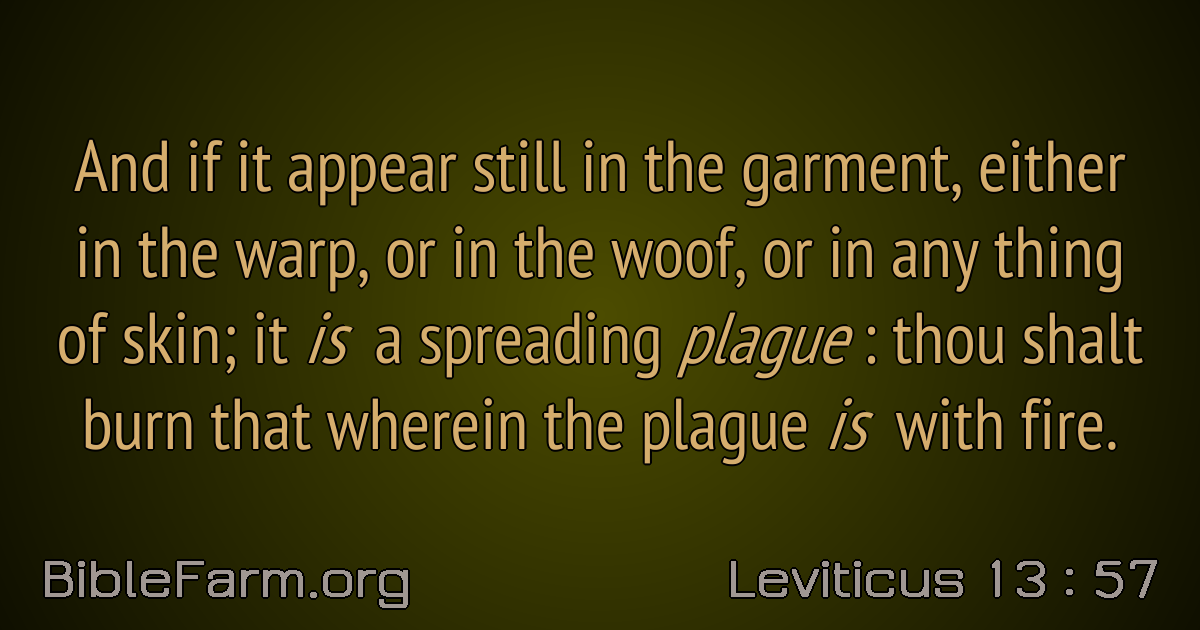 And if it appear still in the garment, either
in the warp, or in the woof, or in any thing
of skin; it is a spreading plague : thou shalt
burn that wherein the plague is with fire.
BibleFarm.org
Leviticus 13 : 57